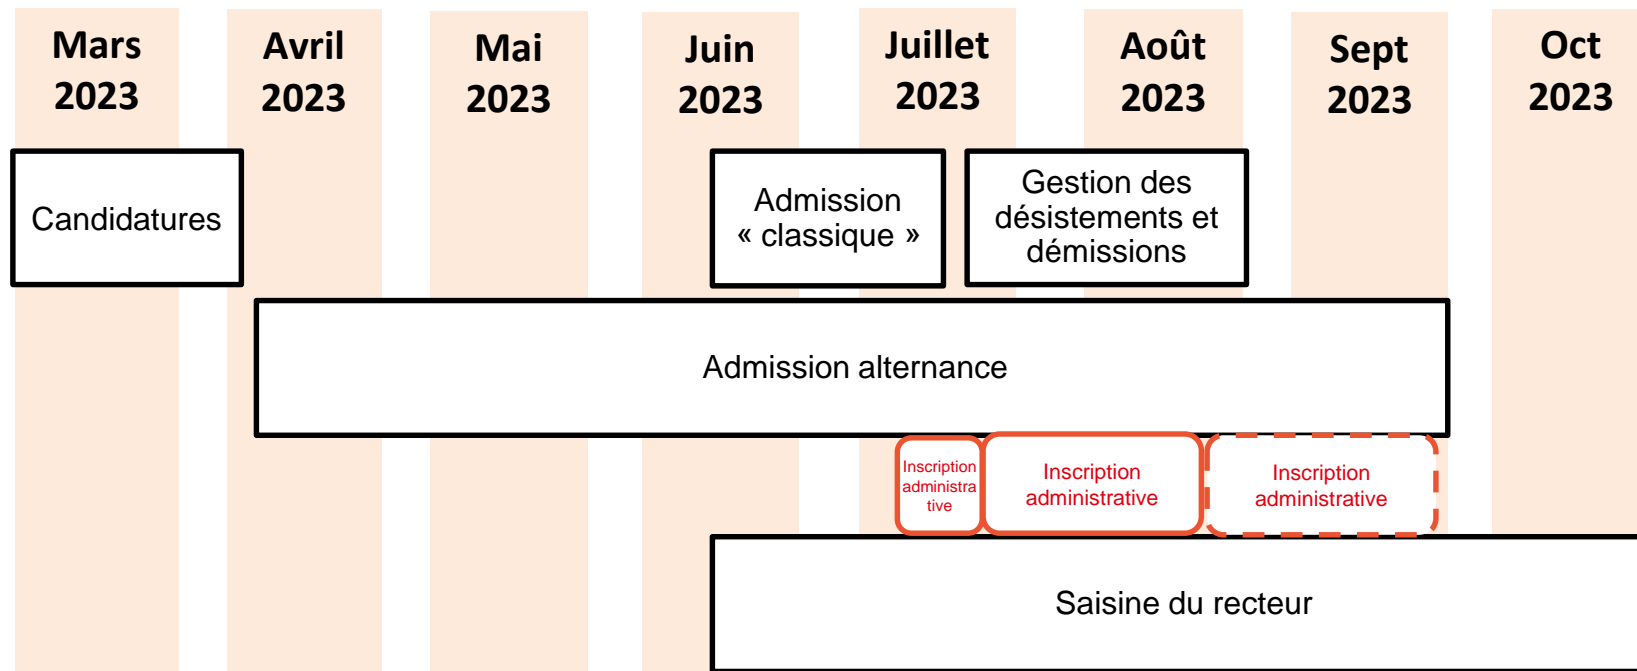 Mars
2023
Avril
2023
Mai
2023
Juin
2023
Juillet
2023
Août
2023
Sept
2023
Oct
2023
Candidatures
Admission
« classique »
Gestion des
désistements et
démissions
Admission alternance
Inscription
administra
tive
Inscription
administrative
Inscription
administrative
Saisine du recteur